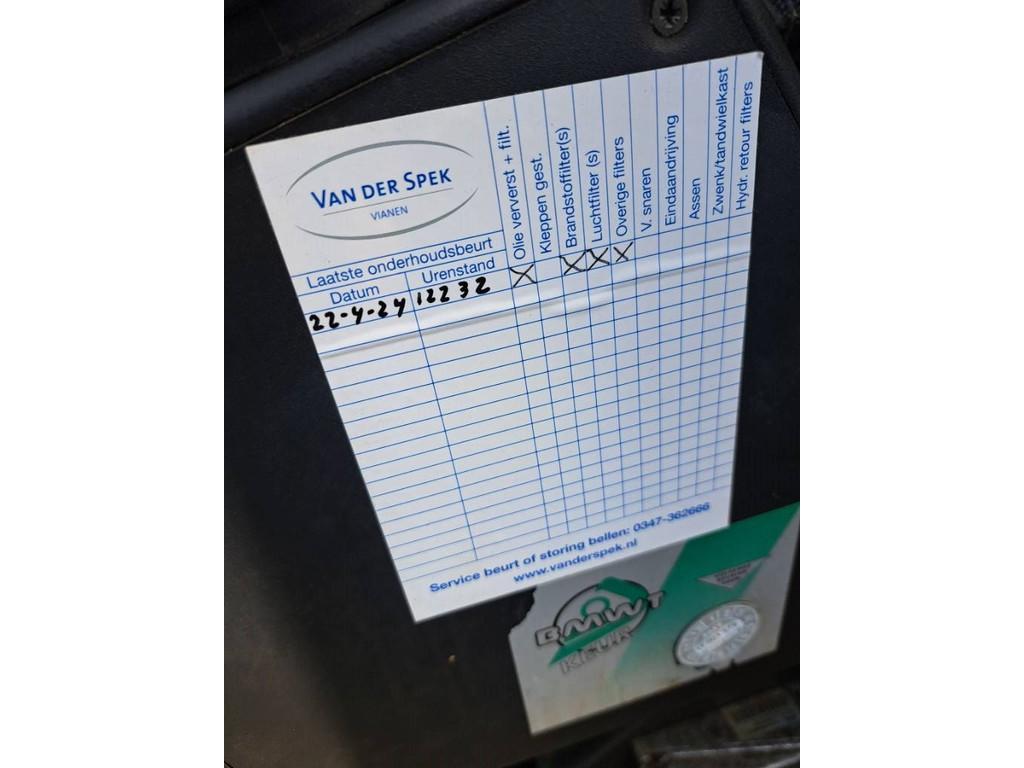 VAN DER SPEK
VIANEN
Laatste onderhoudsbeurt
Datum
Urenstand
Olie ververst + filt.
Kleppen gest.
Brandstoffilter(s)
Luchtfilter (s)
Overige filters
V. snaren
Eindaandrijving
Assen
Zwenk/tandwielkast
Hydr. retour filters
22-4-24 12232 X X X X
Service beurt of storing bellen: 0347-362666
www.vanderspek.nl
BMWT
KEUR